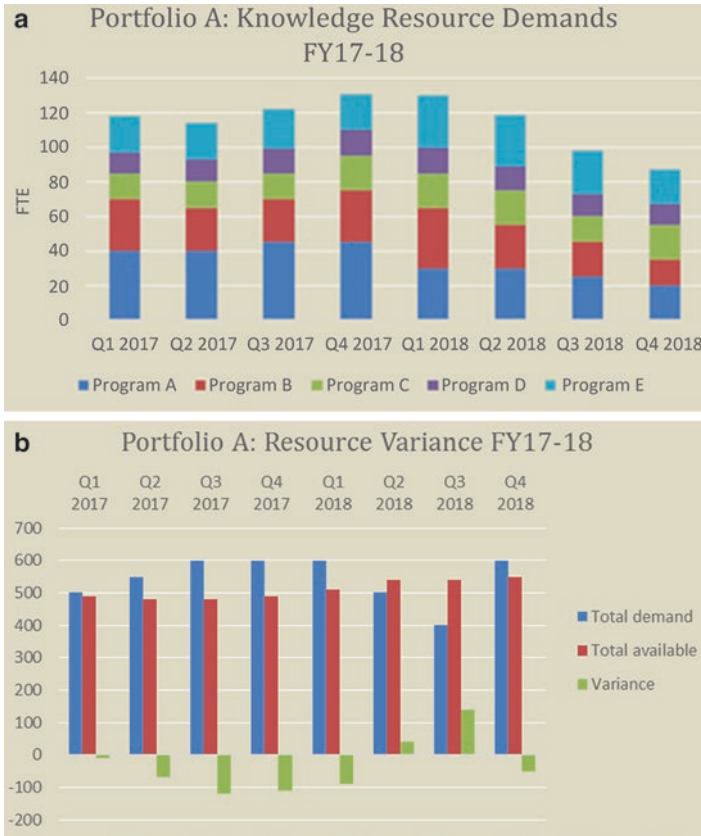 a Portfolio A: Knowledge Resource Demands
FY17-18
140
120
100
80
60
40
20
0
FTE
Q1 2017 Q2 2017 Q3 2017 Q4 2017 Q1 2018 Q2 2018 Q3 2018 Q4 2018
Program A Program B Program C Program D Program E
b Portfolio A: Resource Variance FY17-18
Q1 Q2 Q3 Q4 Q1 Q2 Q3 Q4
2017 2017 2017 2017 2018 2018 2018 2018
700
600
500
400
300
200
100
0
-100
-200
Total demand
Total available
Variance